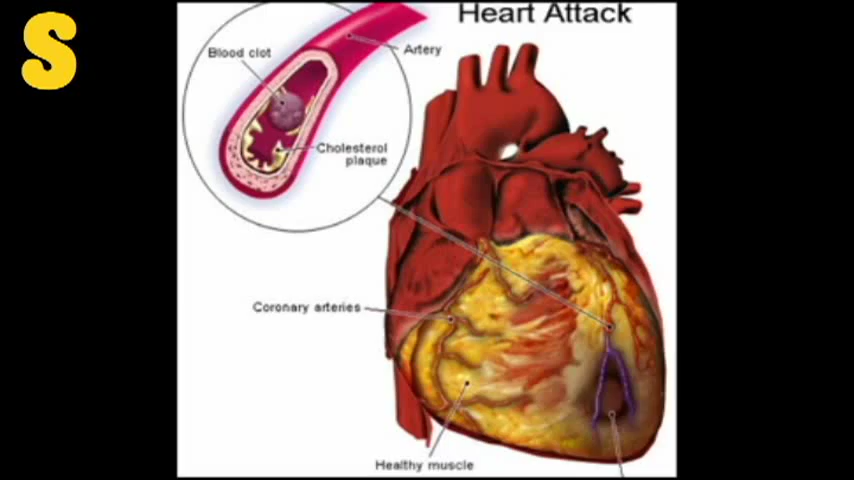 S
Heart Attack
Blood clot
Artery
Cholesterol
plaque
Coronary arteries
Healthy muscle